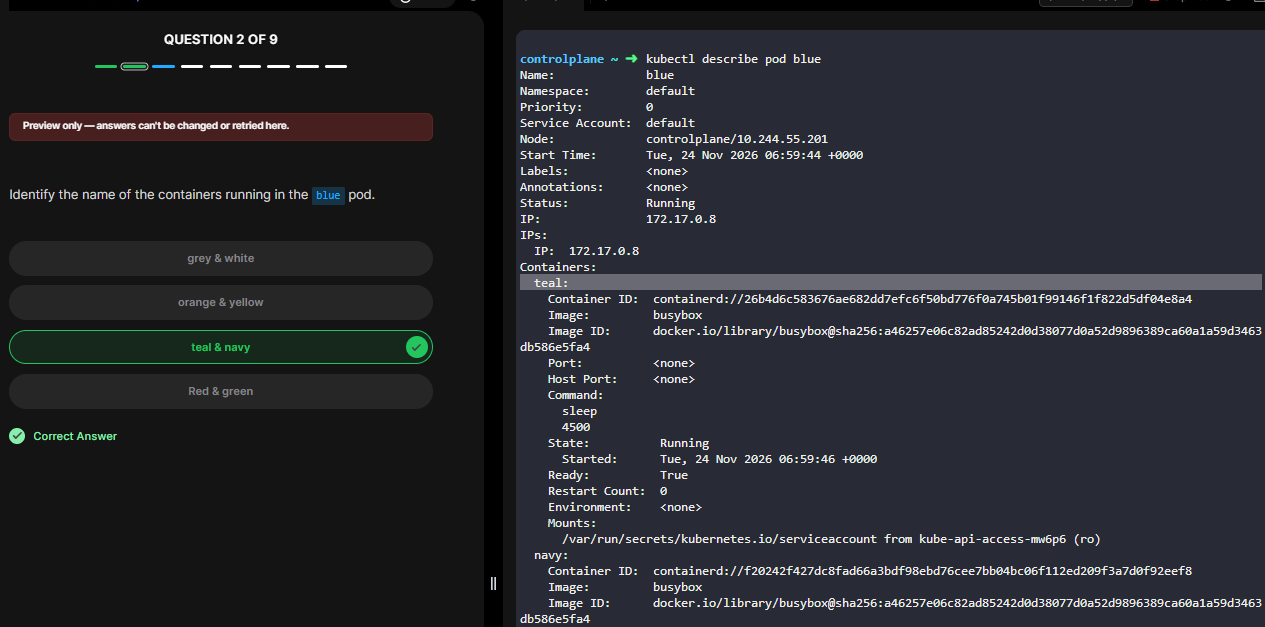 QUESTION 2 OF 9
Preview only — answers can't be changed or retried here.
Identify the name of the containers running in the blue pod.
grey & white
orange & yellow
teal & navy
Red & green
Correct Answer
controlplane ~ ➜ kubectl describe pod blue
Name:             blue
Namespace:        default
Priority:         0
Service Account:  default
Node:             controlplane/10.244.55.201
Start Time:       Tue, 24 Nov 2026 06:59:44 +0000
Labels:           <none>
Annotations:      <none>
Status:           Running
IP:               172.17.0.8
IPs:
  IP:  172.17.0.8
Containers:
  teal:
    Container ID:  containerd://26b4d6c583676ae682dd7efc6f50bd776f0a745b01f99146f1f822d5df04e8a4
    Image:         busybox
    Image ID:      docker.io/library/busybox@sha256:a46257e06c82ad85242d0d38077d0a52d9896389ca60a1a59d3463
db586e5fa4
    Port:          <none>
    Host Port:     <none>
    Command:
      sleep
      4500
    State:          Running
      Started:      Tue, 24 Nov 2026 06:59:46 +0000
    Ready:          True
    Restart Count:  0
    Environment:    <none>
    Mounts:
      /var/run/secrets/kubernetes.io/serviceaccount from kube-api-access-mw6p6 (ro)
  navy:
    Container ID:  containerd://f20242f427dc8fad66a3bdf98ebd76cee7bb04bc06f112ed209f3a7d0f92eef8
    Image:         busybox
    Image ID:      docker.io/library/busybox@sha256:a46257e06c82ad85242d0d38077d0a52d9896389ca60a1a59d3463
db586e5fa4